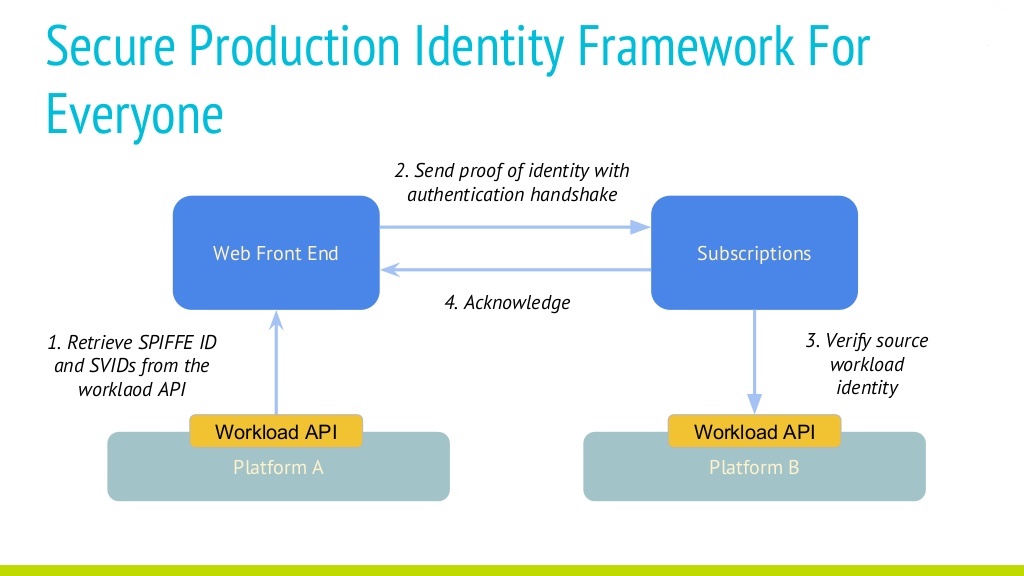 Secure Production Identity Framework For
Everyone
2. Send proof of identity with
authentication handshake
Web Front End
Subscriptions
4. Acknowledge
1. Retrieve SPIFFE ID
and SVIDs from the
worklaod API
3. Verify source
workload
identity
Workload API
Platform A
Workload API
Platform B